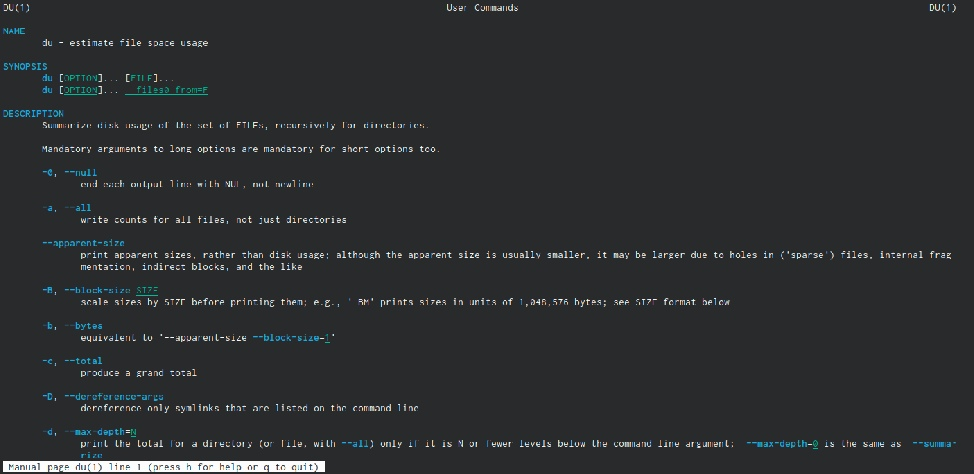 DU(1) User Commands DU(1)
NAME
du - estimate file space usage
SYNOPSIS
du [OPTION]... [FILE]...
du [OPTION]... --files0-from=F
DESCRIPTION
Summarize disk usage of the set of FILEs, recursively for directories.
Mandatory arguments to long options are mandatory for short options too.
-0, --null
end each output line with NUL, not newline
-a, --all
write counts for all files, not just directories
--apparent-size
print apparent sizes, rather than disk usage; although the apparent size is usually smaller, it may be larger due to holes in ('sparse') files, internal frag
mentation, indirect blocks, and the like
-B, --block-size SIZE
scale sizes by SIZE before printing them; e.g., '-BM' prints sizes in units of 1,048,576 bytes; see SIZE format below
-b, --bytes
equivalent to '--apparent-size --block-size=1'
-c, --total
produce a grand total
-D, --dereference-args
dereference only symlinks that are listed on the command line
-d, --max-depth=N
print the total for a directory (or file, with --all) only if it is N or fewer levels below the command line argument; --max-depth=0 is the same as --summa-
rize
Manual page du(1) line 1 (press h for help or q to quit)